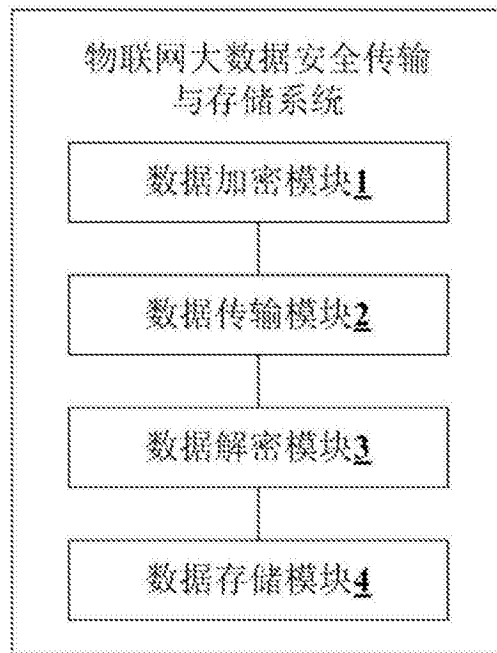 物联网大数据安全传输
与存储系统
数据加密模块1
数据传输模块2
数据解密模块3
数据存储模块4